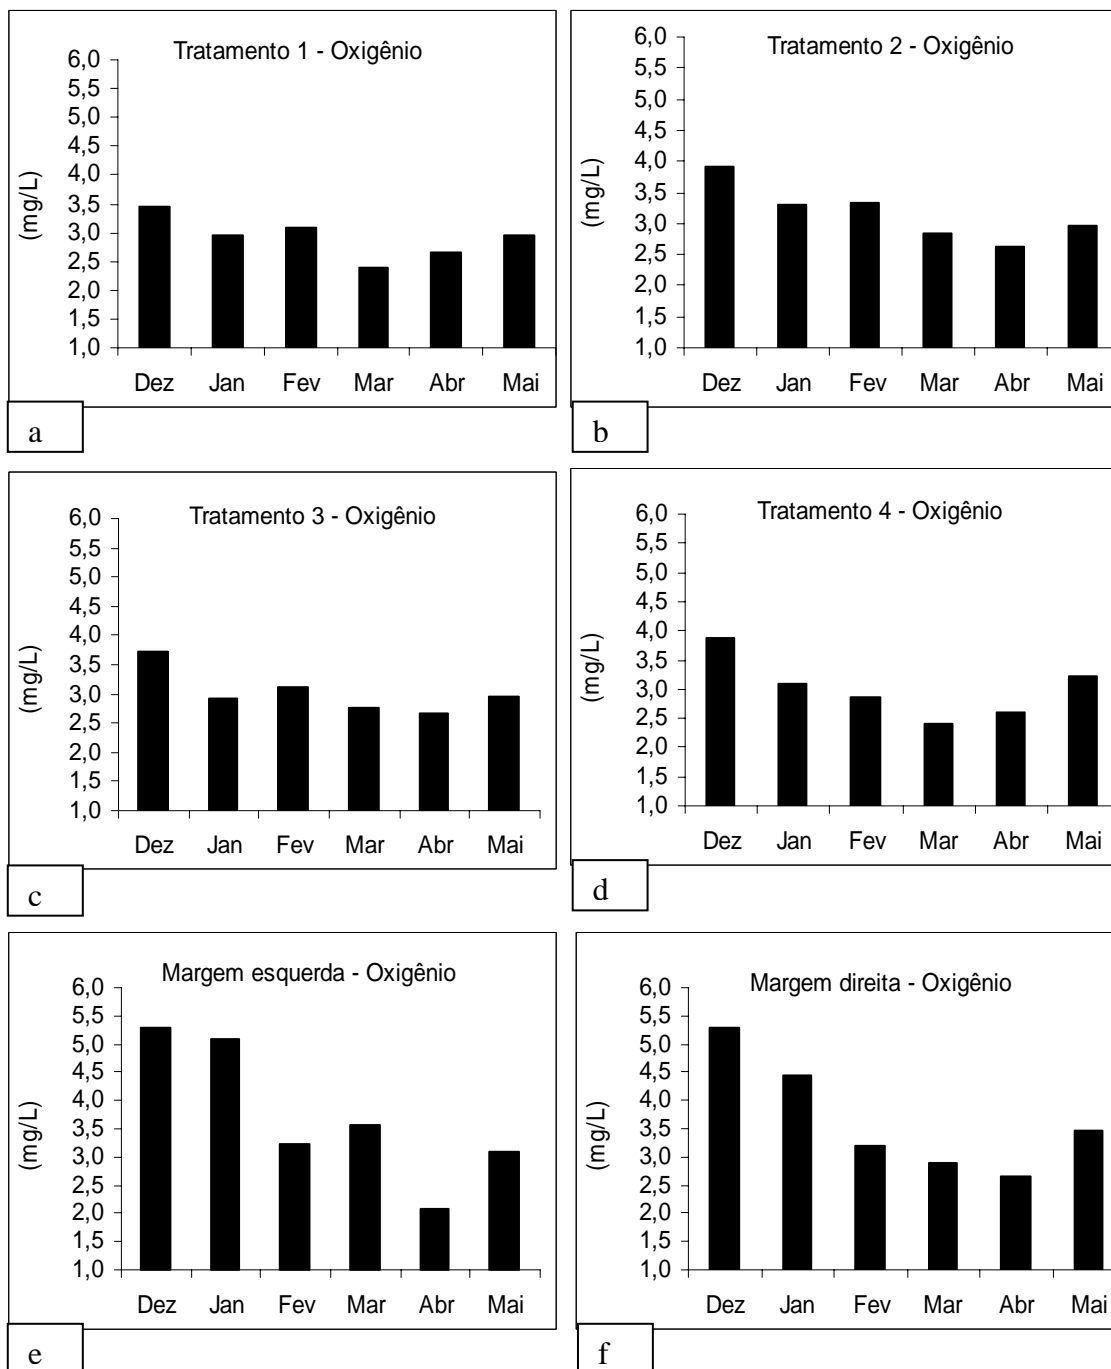 Tratamento 1 - Oxigênio
6,0
5,5
5,0
4,5
4,0
3,5
3,0
2,5
2,0
1,5
1,0
(mg/L)
Dez Jan Fev Mar Abr Mai
a
Tratamento 2 - Oxigênio
6,0
5,5
5,0
4,5
4,0
3,5
3,0
2,5
2,0
1,5
1,0
(mg/L)
Dez Jan Fev Mar Abr Mai
b
Tratamento 3 - Oxigênio
6,0
5,5
5,0
4,5
4,0
3,5
3,0
2,5
2,0
1,5
1,0
(mg/L)
Dez Jan Fev Mar Abr Mai
c
Tratamento 4 - Oxigênio
6,0
5,5
5,0
4,5
4,0
3,5
3,0
2,5
2,0
1,5
1,0
(mg/L)
Dez Jan Fev Mar Abr Mai
d
Margem esquerda - Oxigênio
6,0
5,5
5,0
4,5
4,0
3,5
3,0
2,5
2,0
1,5
1,0
(mg/L)
Dez Jan Fev Mar Abr Mai
e
Margem direita - Oxigênio
6,0
5,5
5,0
4,5
4,0
3,5
3,0
2,5
2,0
1,5
1,0
(mg/L)
Dez Jan Fev Mar Abr Mai
f